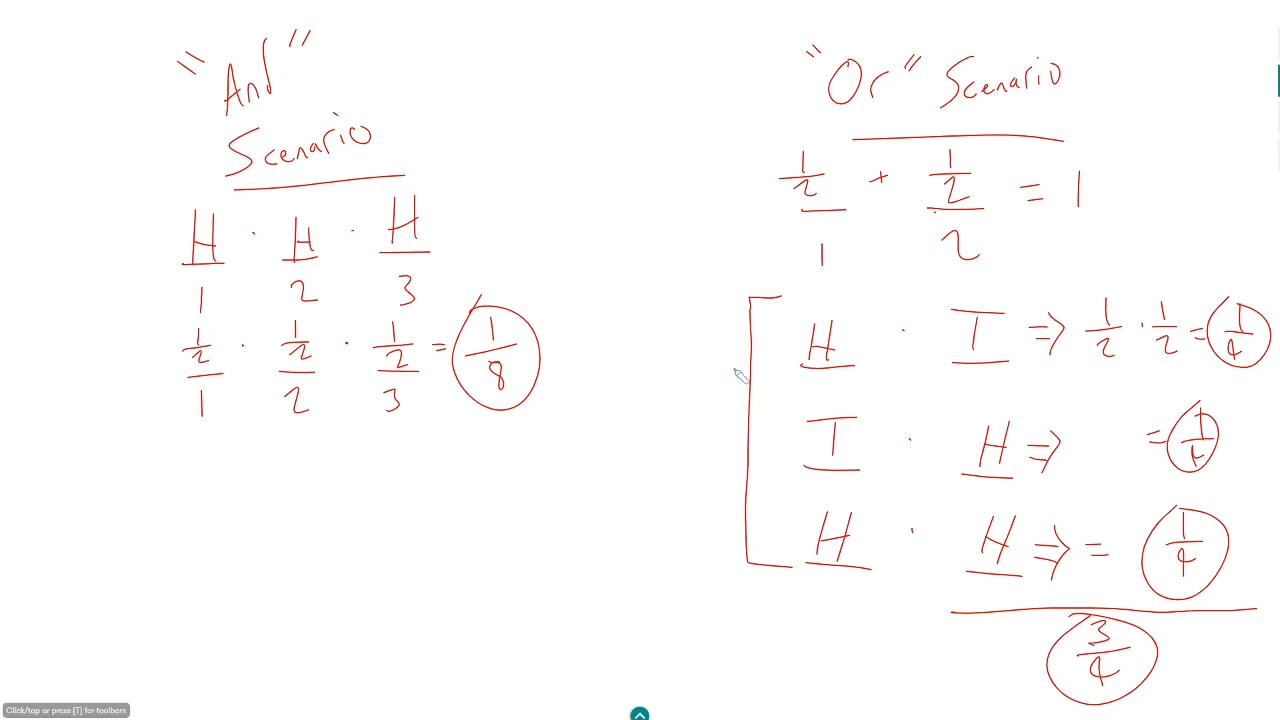 "And"
Scenario
H · H · H
1 2 3
1/2 · 1/2 · 1/2 = 1/8
1 2 3
"Or" Scenario
1/2 + 1/2 = 1
1 2
H · T ⇒ 1/2 · 1/2 = 1/4
T · H ⇒ = 1/4
H · H ⇒ = 1/4
3/4
Click/tap or press [T] for toolbars